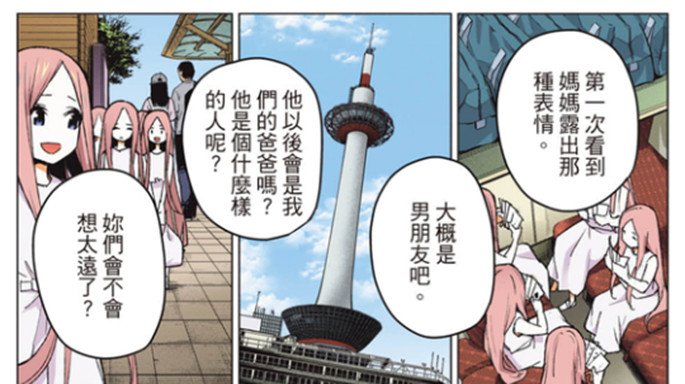 第一次看到
媽媽露出那
種表情。
大概是
男朋友吧。
他以後會是我
們的爸爸嗎？
他是個什麼樣
的人呢？
妳們會不會
想太遠了？